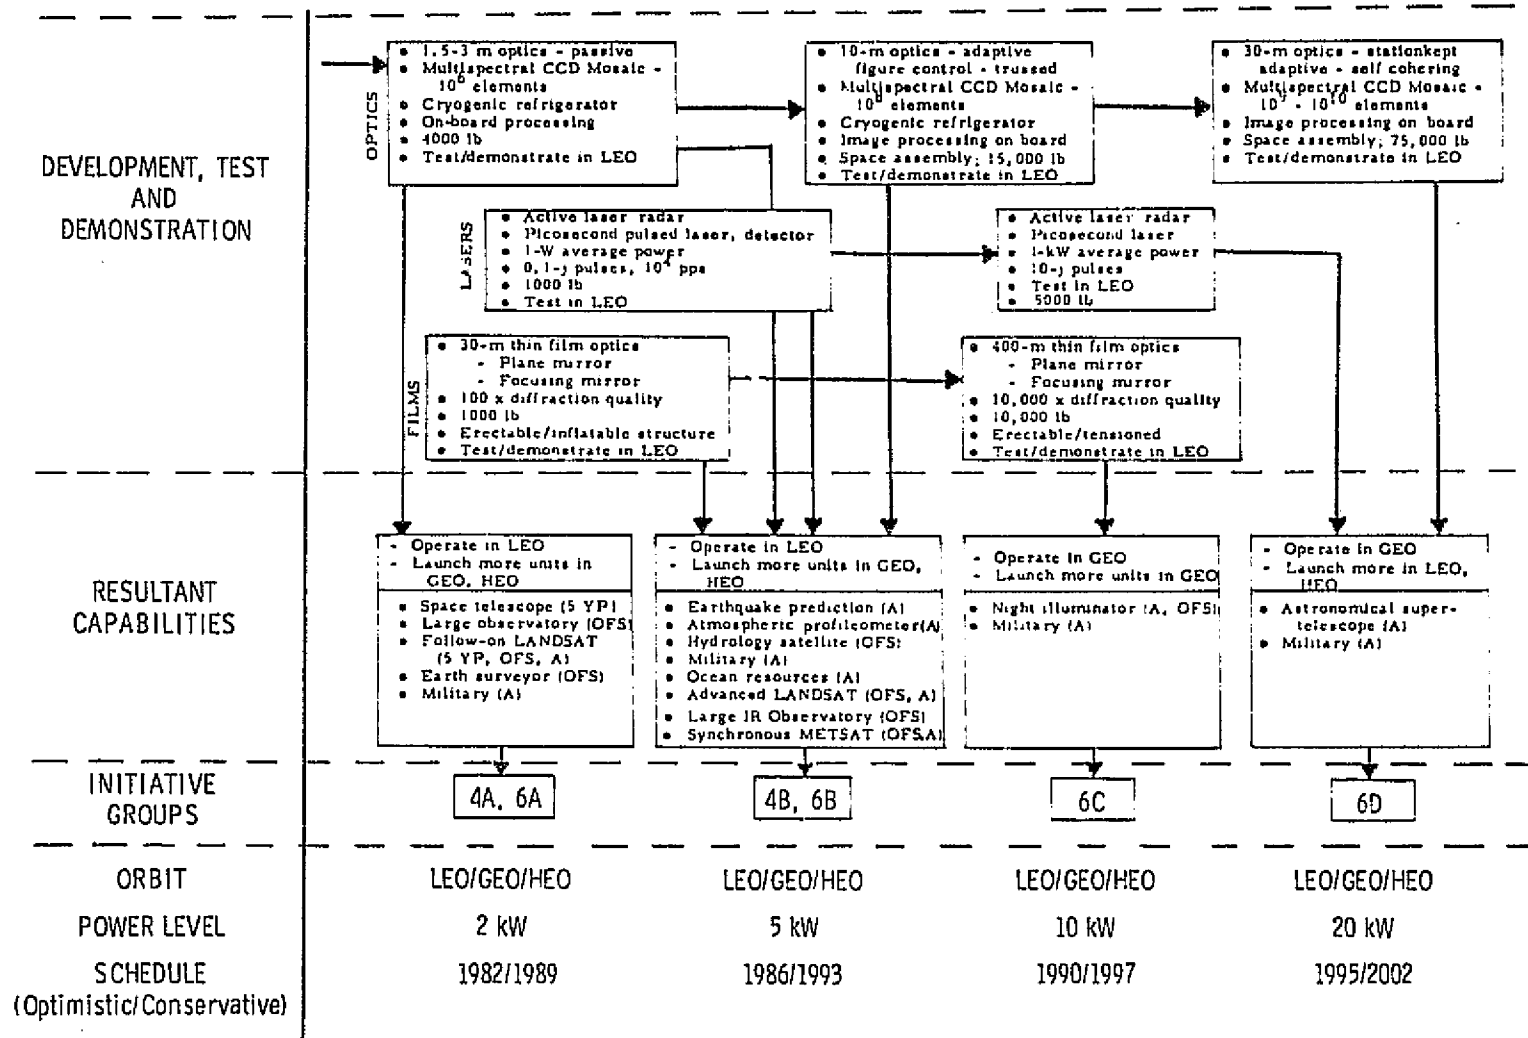 DEVELOPMENT, TEST
AND
DEMONSTRATION
OPTICS
• 1.5-3 m optics - passive
• Multispectral CCD Mosaic -
10⁶ elements
• Cryogenic refrigerator
• On-board processing
• 4000 lb
• Test/demonstrate in LEO
• 10-m optics - adaptive
figure control - trussed
• Multispectral CCD Mosaic -
10⁸ elements
• Cryogenic refrigerator
• Image processing on board
• Space assembly; 15,000 lb
• Test/demonstrate in LEO
• 30-m optics - stationkept
adaptive - self cohering
• Multispectral CCD Mosaic -
10⁹ - 10¹⁰ elements
• Image processing on board
• Space assembly; 75,000 lb
• Test/demonstrate in LEO
LASERS
• Active laser radar
• Picosecond pulsed laser, detector
• 1-W average power
• 0.1-j pulses, pps
• 1000 lb
• Test in LEO
• Active laser radar
• Picosecond laser
• 1-kW average power
• 10-j pulses
• Test in LEO
• 5000 lb
FILMS
• 30-m thin film optics
- Plane mirror
- Focusing mirror
• 100 x diffraction quality
• 1000 lb
• Erectable/inflatable structure
• Test/demonstrate in LEO
• 400-m thin film optics
- Plane mirror
- Focusing mirror
• 10,000 x diffraction quality
• 10,000 lb
• Erectable/tensioned
• Test/demonstrate in LEO
RESULTANT
CAPABILITIES
- Operate in LEO
- Launch more units in
GEO, HEO
• Space telescope (5 YP)
• Large observatory (OFS)
• Follow-on LANDSAT
(5 YP, OFS, A)
• Earth surveyor (OFS)
• Military (A)
- Operate in LEO
- Launch more units in GEO,
HEO
• Earthquake prediction (A)
• Atmospheric profileometer(A)
• Hydrology satellite (OFS)
• Military (A)
• Ocean resources (A)
• Advanced LANDSAT (OFS, A)
• Large IR Observatory (OFS)
• Synchronous METSAT (OFS,A)
- Operate in GEO
- Launch more units in GEO
• Night illuminator (A, OFS)
• Military (A)
- Operate in GEO
- Launch more in LEO,
HEO
• Astronomical super-
telescope (A)
• Military (A)
INITIATIVE
GROUPS
4A, 6A
4B, 6B
6C
6D
ORBIT
LEO/GEO/HEO
LEO/GEO/HEO
LEO/GEO/HEO
LEO/GEO/HEO
POWER LEVEL
2 kW
5 kW
10 kW
20 kW
SCHEDULE
(Optimistic/Conservative)
1982/1989
1986/1993
1990/1997
1995/2002